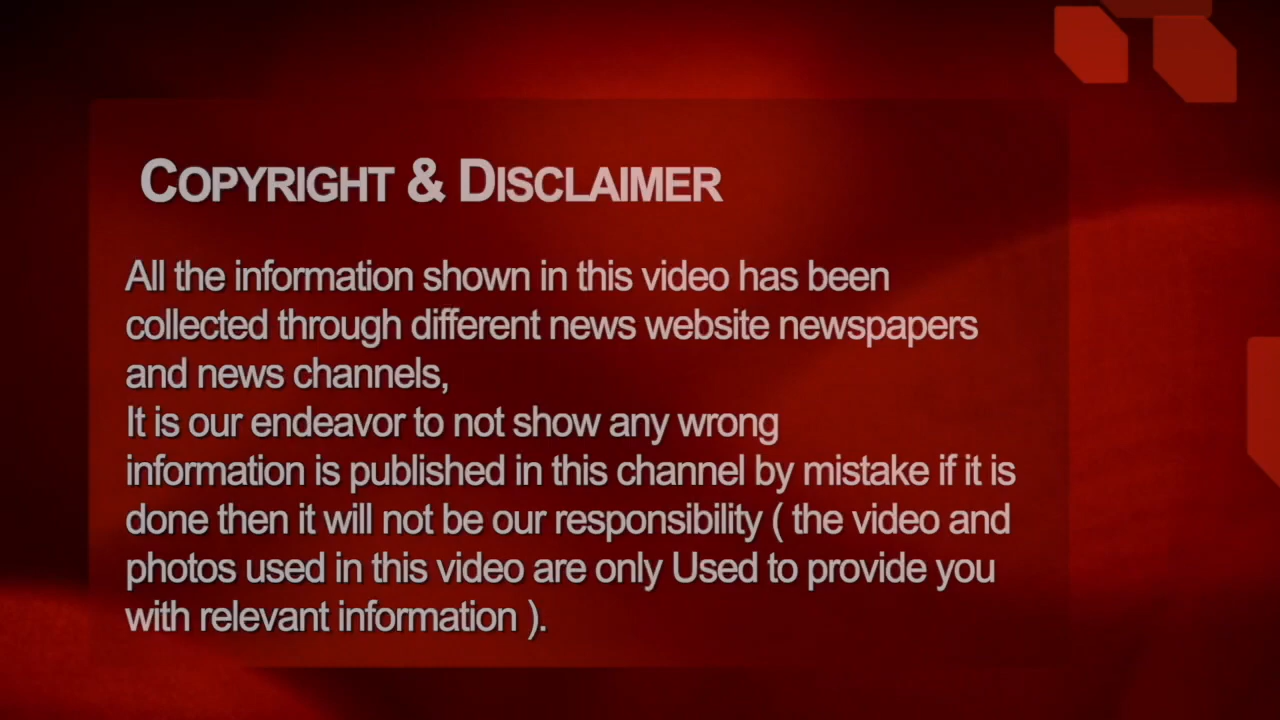 COPYRIGHT & DISCLAIMER
All the information shown in this video has been
collected through different news website newspapers
and news channels,
It is our endeavor to not show any wrong
information is published in this channel by mistake if it is
done then it will not be our responsibility ( the video and
photos used in this video are only Used to provide you
with relevant information ).